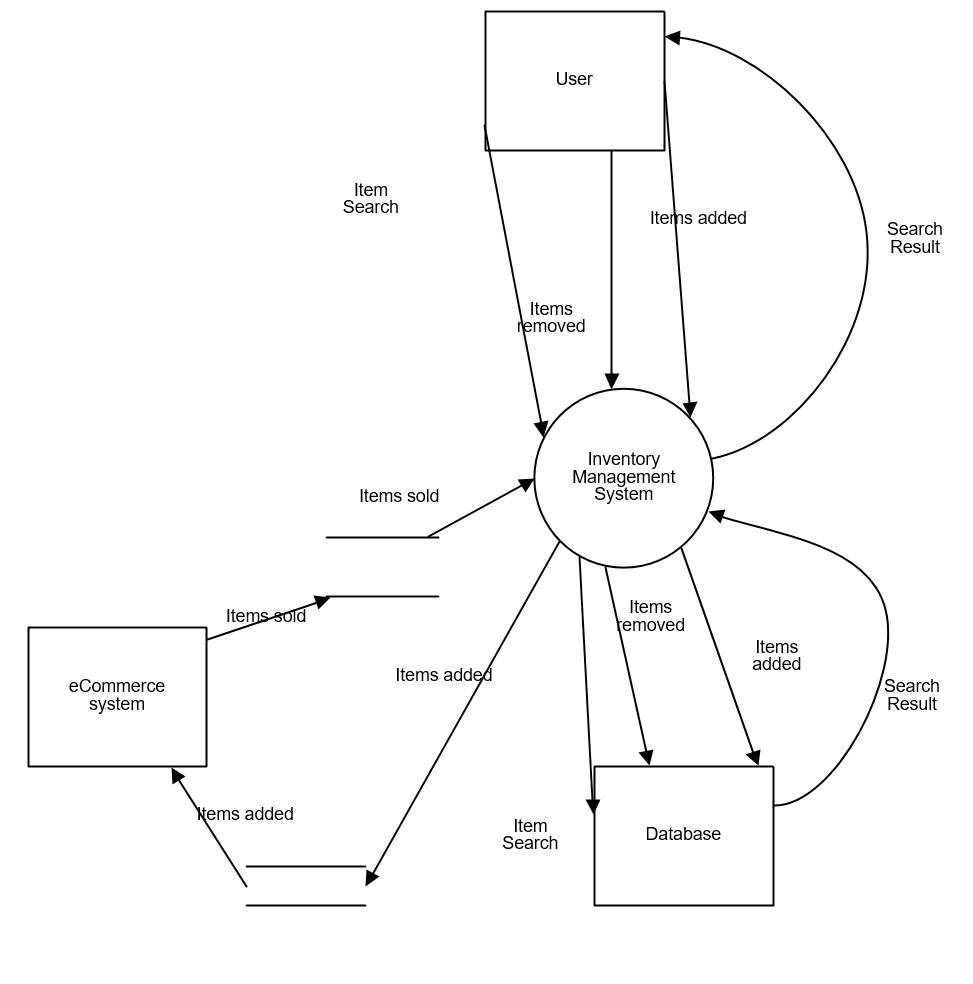 User
Item
Search
Items added
Search
Result
Items
removed
Inventory
Management
System
Items sold
Items sold
Items
removed
Items
added
Items added
eCommerce
system
Search
Result
Items added
Item
Search
Database